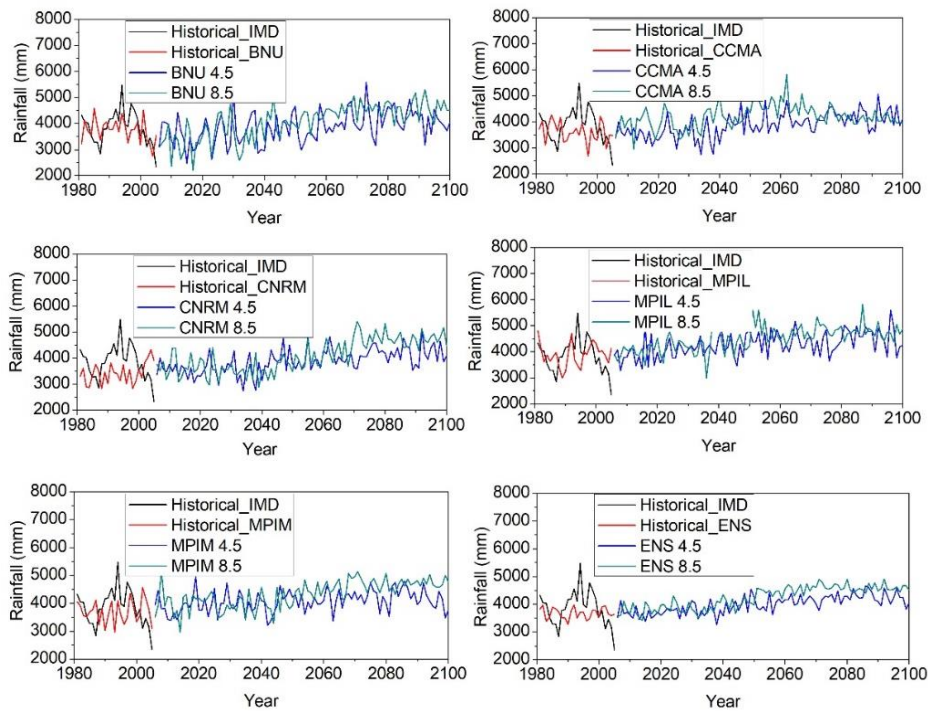 8000
7000
6000
5000
4000
3000
2000
Rainfall (mm)
Historical_IMD
Historical_BNU
BNU 4.5
BNU 8.5
1980 2000 2020 2040 2060 2080 2100
Year
8000
7000
6000
5000
4000
3000
2000
Rainfall (mm)
Historical_IMD
Historical_CCMA
CCMA 4.5
CCMA 8.5
1980 2000 2020 2040 2060 2080 2100
Year
8000
7000
6000
5000
4000
3000
2000
Rainfall (mm)
Historical_IMD
Historical_CNRM
CNRM 4.5
CNRM 8.5
1980 2000 2020 2040 2060 2080 2100
Year
8000
7000
6000
5000
4000
3000
2000
Rainfall (mm)
Historical_IMD
Historical_MPIL
MPIL 4.5
MPIL 8.5
1980 2000 2020 2040 2060 2080 2100
Year
8000
7000
6000
5000
4000
3000
2000
Rainfall (mm)
Historical_IMD
Historical_MPIM
MPIM 4.5
MPIM 8.5
1980 2000 2020 2040 2060 2080 2100
Year
8000
7000
6000
5000
4000
3000
2000
Rainfall (mm)
Historical_IMD
Historical_ENS
ENS 4.5
ENS 8.5
1980 2000 2020 2040 2060 2080 2100
Year